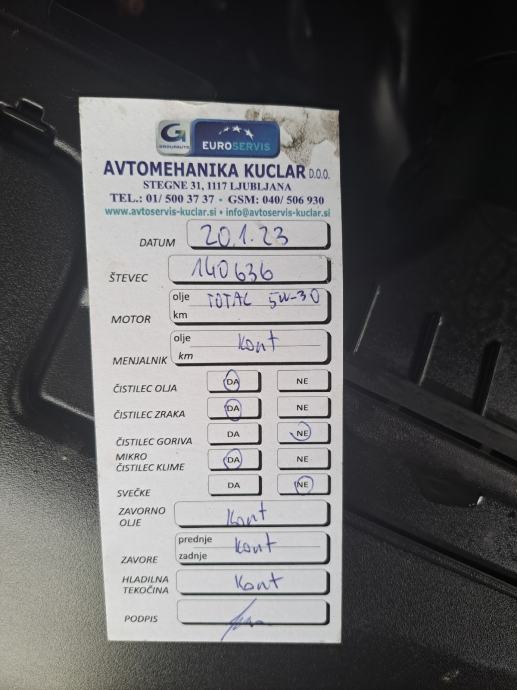 G
GROUPAUTO
EUROSERVIS
AVTOMEHANIKA KUCLAR D.O.O.
STEGNE 31, 1117 LJUBLJANA
TEL.: 01/ 500 37 37 • GSM: 040/ 506 930
www.avtoservis-kuclar.si • info@avtoservis-kuclar.si
DATUM 20.1.23
ŠTEVEC 140636
MOTOR olje TOTAL 5W-30
km
MENJALNIK olje Kont
km
ČISTILEC OLJA DA NE
ČISTILEC ZRAKA DA NE
ČISTILEC GORIVA DA NE
MIKRO
ČISTILEC KLIME DA NE
SVEČKE DA NE
ZAVORNO
OLJE Kont
ZAVORE prednje Kont
zadnje
HLADILNA
TEKOČINA Kont
PODPIS